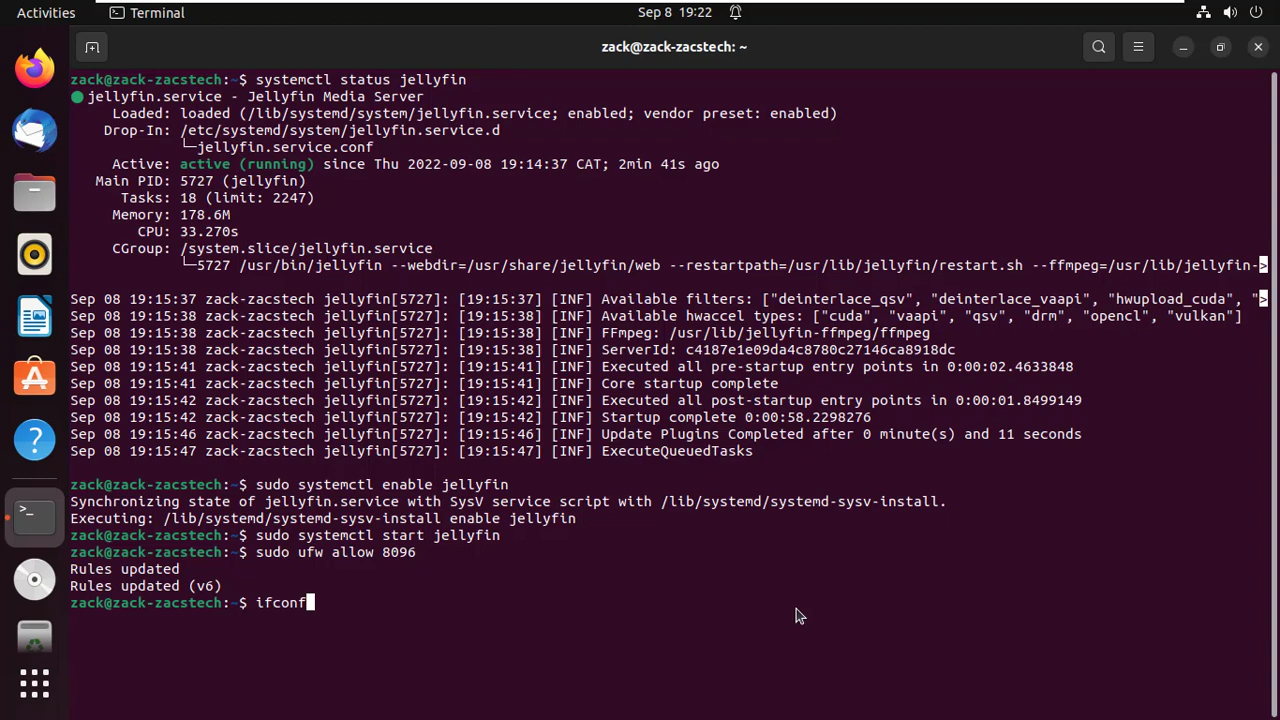 Activities
Terminal
Sep 8 19:22
zack@zack-zacstech: ~
zack@zack-zacstech:~$ systemctl status jellyfin
jellyfin.service - Jellyfin Media Server
Loaded: loaded (/lib/systemd/system/jellyfin.service; enabled; vendor preset: enabled)
Drop-In: /etc/systemd/system/jellyfin.service.d
└─jellyfin.service.conf
Active: active (running) since Thu 2022-09-08 19:14:37 CAT; 2min 41s ago
Main PID: 5727 (jellyfin)
Tasks: 18 (limit: 2247)
Memory: 178.6M
CPU: 33.270s
CGroup: /system.slice/jellyfin.service
└─5727 /usr/bin/jellyfin --webdir=/usr/share/jellyfin/web --restartpath=/usr/lib/jellyfin/restart.sh --ffmpeg=/usr/lib/jellyfin->
Sep 08 19:15:37 zack-zacstech jellyfin[5727]: [19:15:37] [INF] Available filters: ["deinterlace_qsv", "deinterlace_vaapi", "hwupload_cuda", ">
Sep 08 19:15:38 zack-zacstech jellyfin[5727]: [19:15:38] [INF] Available hwaccel types: ["cuda", "vaapi", "qsv", "drm", "opencl", "vulkan"]
Sep 08 19:15:38 zack-zacstech jellyfin[5727]: [19:15:38] [INF] FFmpeg: /usr/lib/jellyfin-ffmpeg/ffmpeg
Sep 08 19:15:38 zack-zacstech jellyfin[5727]: [19:15:38] [INF] ServerId: c4187e1e09da4c8780c27146ca8918dc
Sep 08 19:15:41 zack-zacstech jellyfin[5727]: [19:15:41] [INF] Executed all pre-startup entry points in 0:00:02.4633848
Sep 08 19:15:41 zack-zacstech jellyfin[5727]: [19:15:41] [INF] Core startup complete
Sep 08 19:15:42 zack-zacstech jellyfin[5727]: [19:15:42] [INF] Executed all post-startup entry points in 0:00:01.8499149
Sep 08 19:15:42 zack-zacstech jellyfin[5727]: [19:15:42] [INF] Startup complete 0:00:58.2298276
Sep 08 19:15:46 zack-zacstech jellyfin[5727]: [19:15:46] [INF] Update Plugins Completed after 0 minute(s) and 11 seconds
Sep 08 19:15:47 zack-zacstech jellyfin[5727]: [19:15:47] [INF] ExecuteQueuedTasks
zack@zack-zacstech:~$ sudo systemctl enable jellyfin
Synchronizing state of jellyfin.service with SysV service script with /lib/systemd/systemd-sysv-install.
Executing: /lib/systemd/systemd-sysv-install enable jellyfin
zack@zack-zacstech:~$ sudo systemctl start jellyfin
zack@zack-zacstech:~$ sudo ufw allow 8096
Rules updated
Rules updated (v6)
zack@zack-zacstech:~$ ifconf